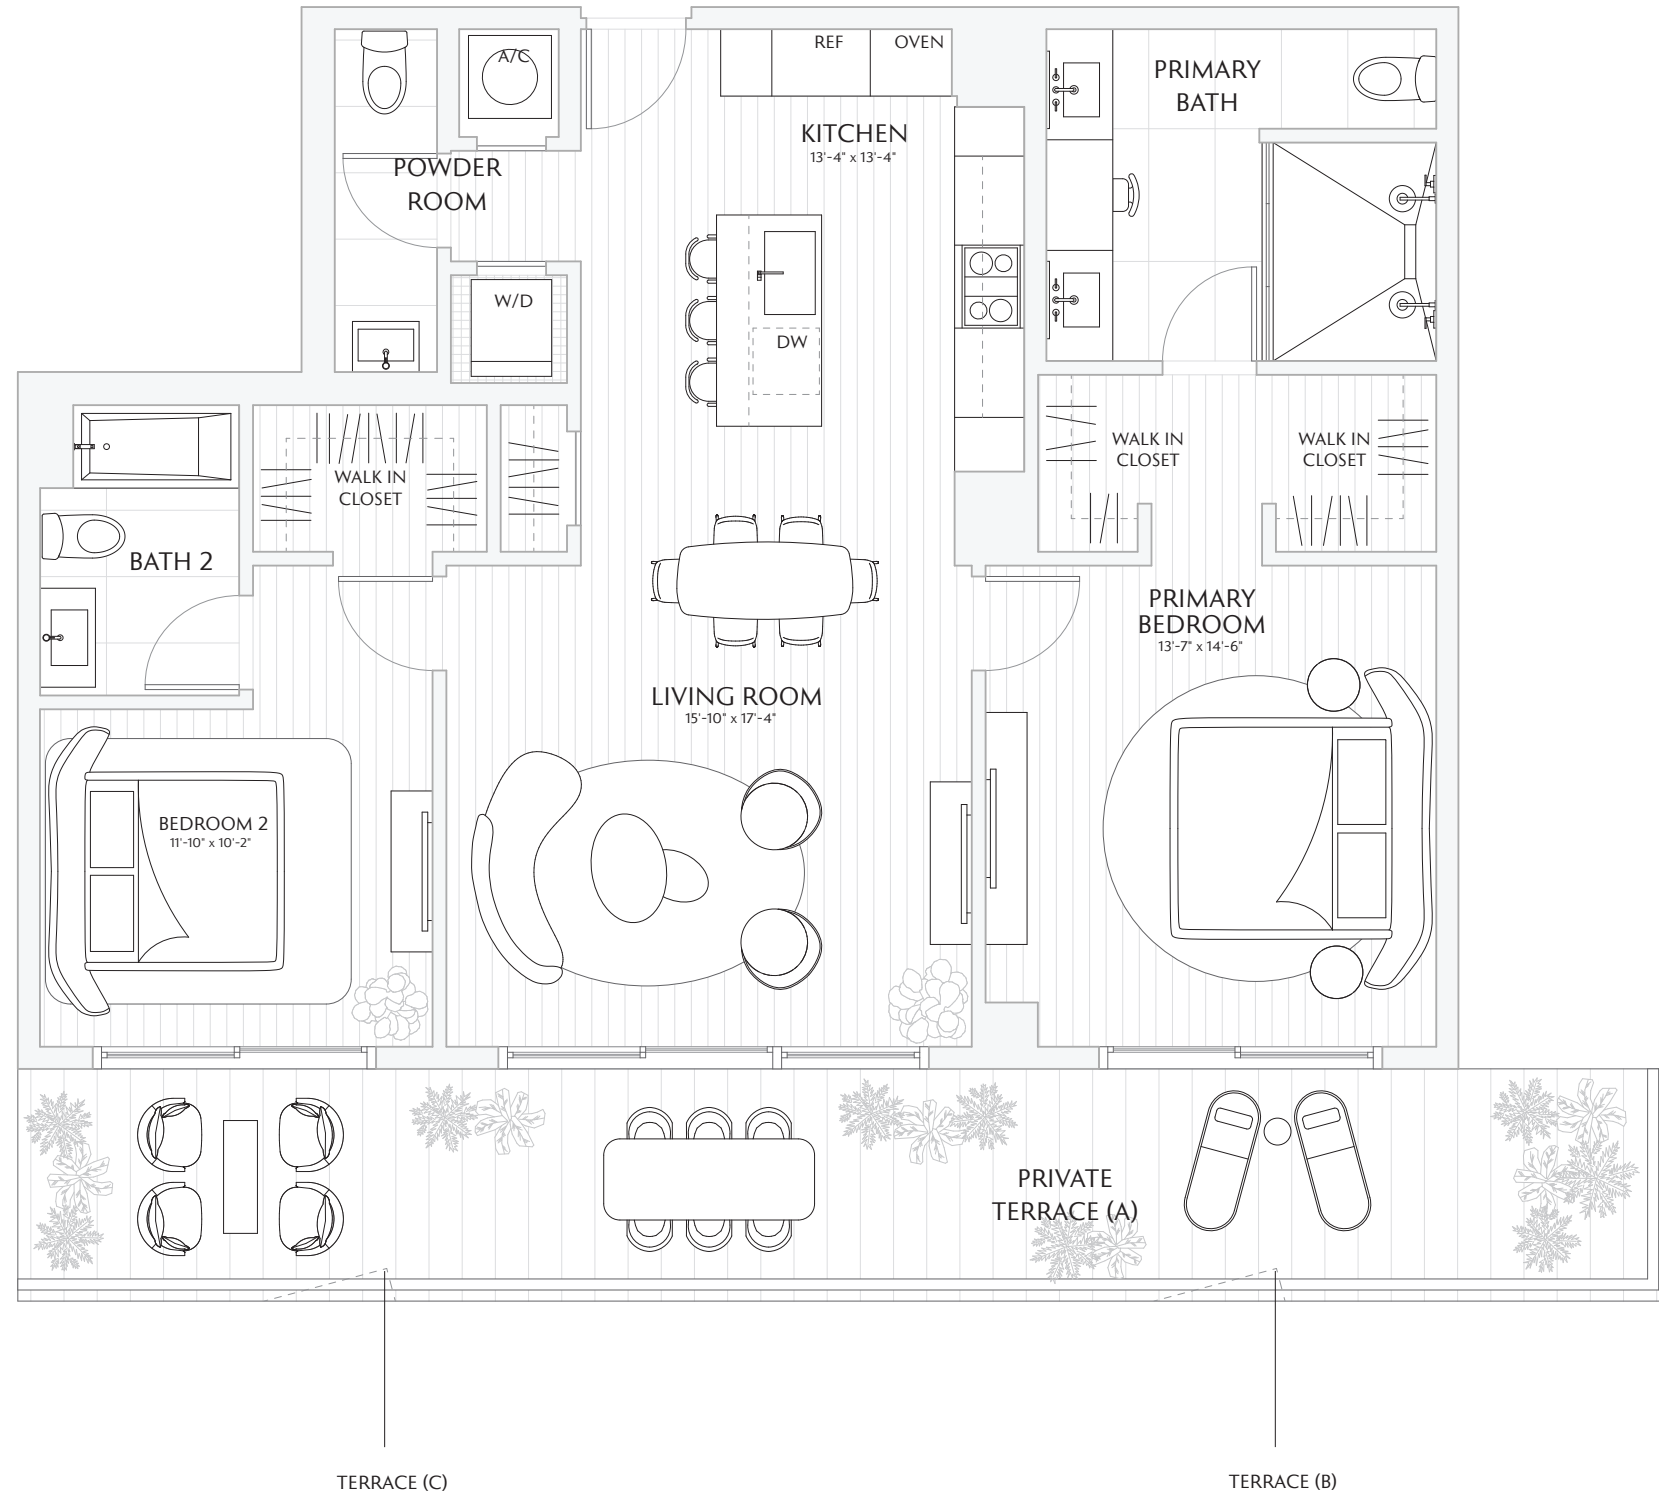 REF
OVEN
A/C
PRIMARY
BATH
KITCHEN
13'-4" x 13'-4"
POWDER
ROOM
W/D
DW
WALK IN
CLOSET
WALK IN
CLOSET
WALK IN
CLOSET
BATH 2
PRIMARY
BEDROOM
13'-7" x 14'-6"
LIVING ROOM
15'-10" x 17'-4"
BEDROOM 2
11'-10" x 10'-2"
PRIVATE
TERRACE (A)
TERRACE (C)
TERRACE (B)